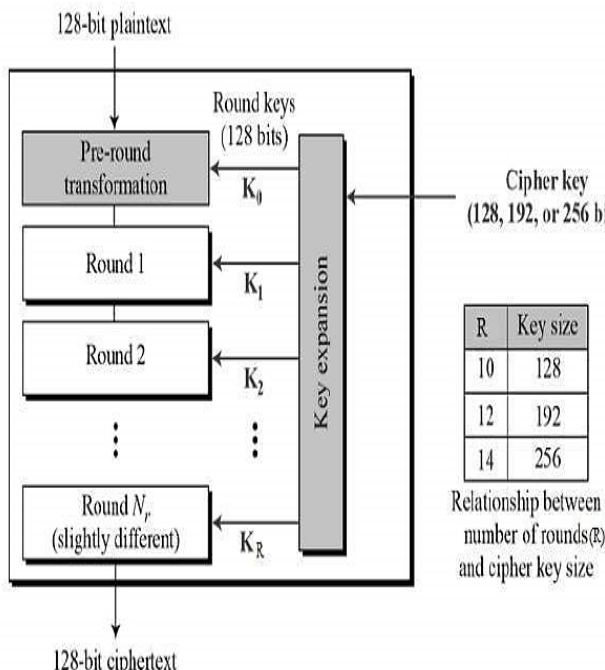 128-bit plaintext
Round keys
(128 bits)
Pre-round
transformation
K₀
Cipher key
(128, 192, or 256 bi
Round 1
K₁
Round 2
K₂
Key expansion
R Key size
10 128
12 192
14 256
Round Nᵣ
(slightly different)
K_R
Relationship between
number of rounds(R)
and cipher key size
128-bit ciphertext